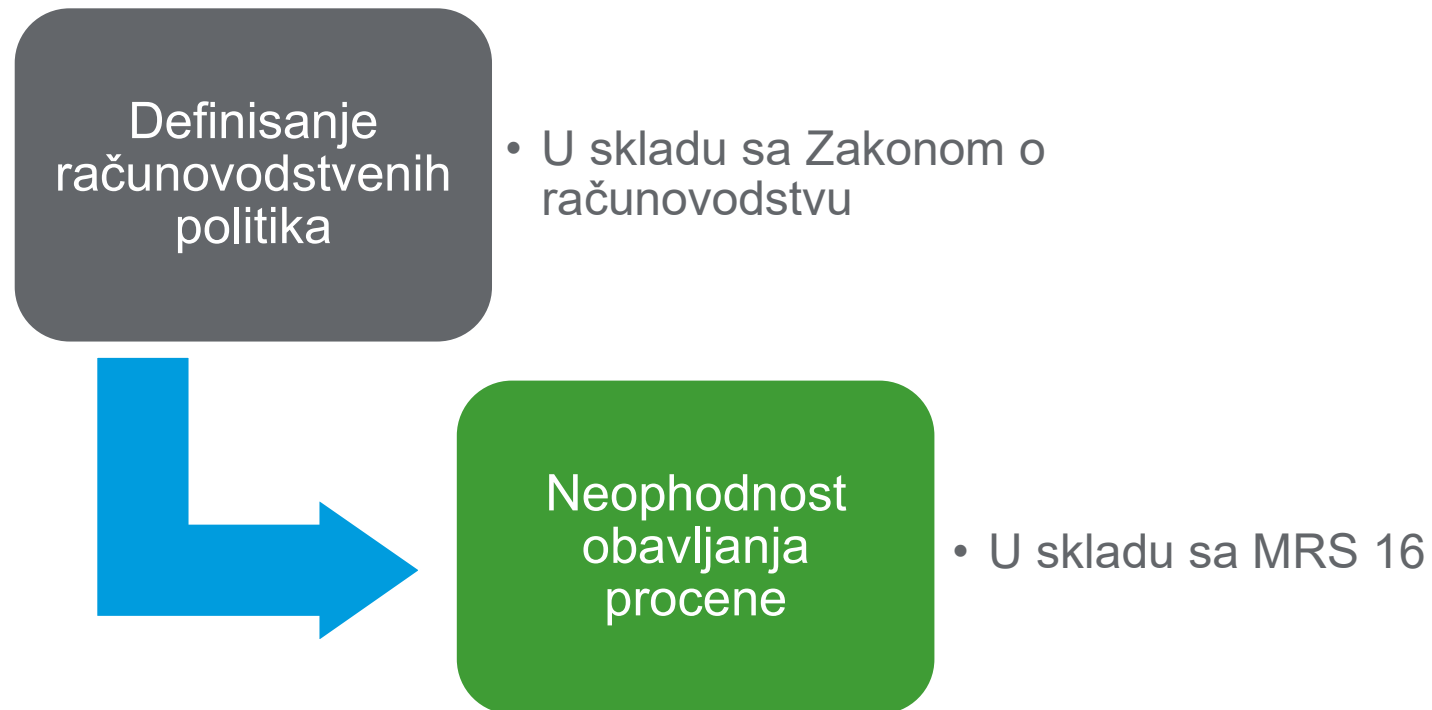 Definisanje
računovodstvenih
politika
• U skladu sa Zakonom o
računovodstvu
Neophodnost
obavljanja
procene
• U skladu sa MRS 16